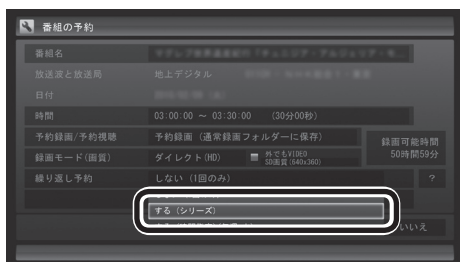 番組の予約
番組名
放送波と放送局 地上デジタル
日付
時間 03:00:00 ～ 03:30:00 (30分00秒)
予約録画/予約視聴 予約録画 (通常録画フォルダーに保存)
録画可能時間
50時間59分
録画モード(画質) ダイレクト(HD) 外でもVIDEO
SD画質(640x360)
繰り返し予約 しない (1回のみ) ?
する (シリーズ)
いいえ